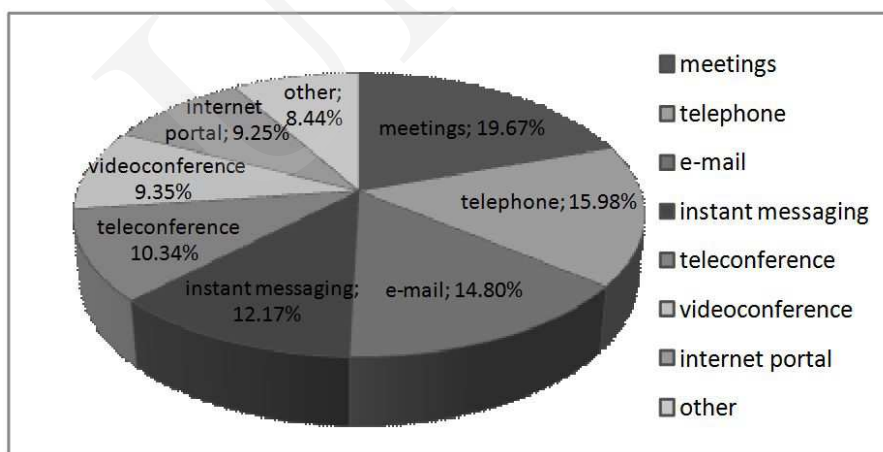 meetings; 19.67%
telephone; 15.98%
e-mail; 14.80%
instant messaging;
12.17%
teleconference
10.34%
videoconference
9.35%
internet
portal; 9.25%
other;
8.44%
meetings
telephone
e-mail
instant messaging
teleconference
videoconference
internet portal
other